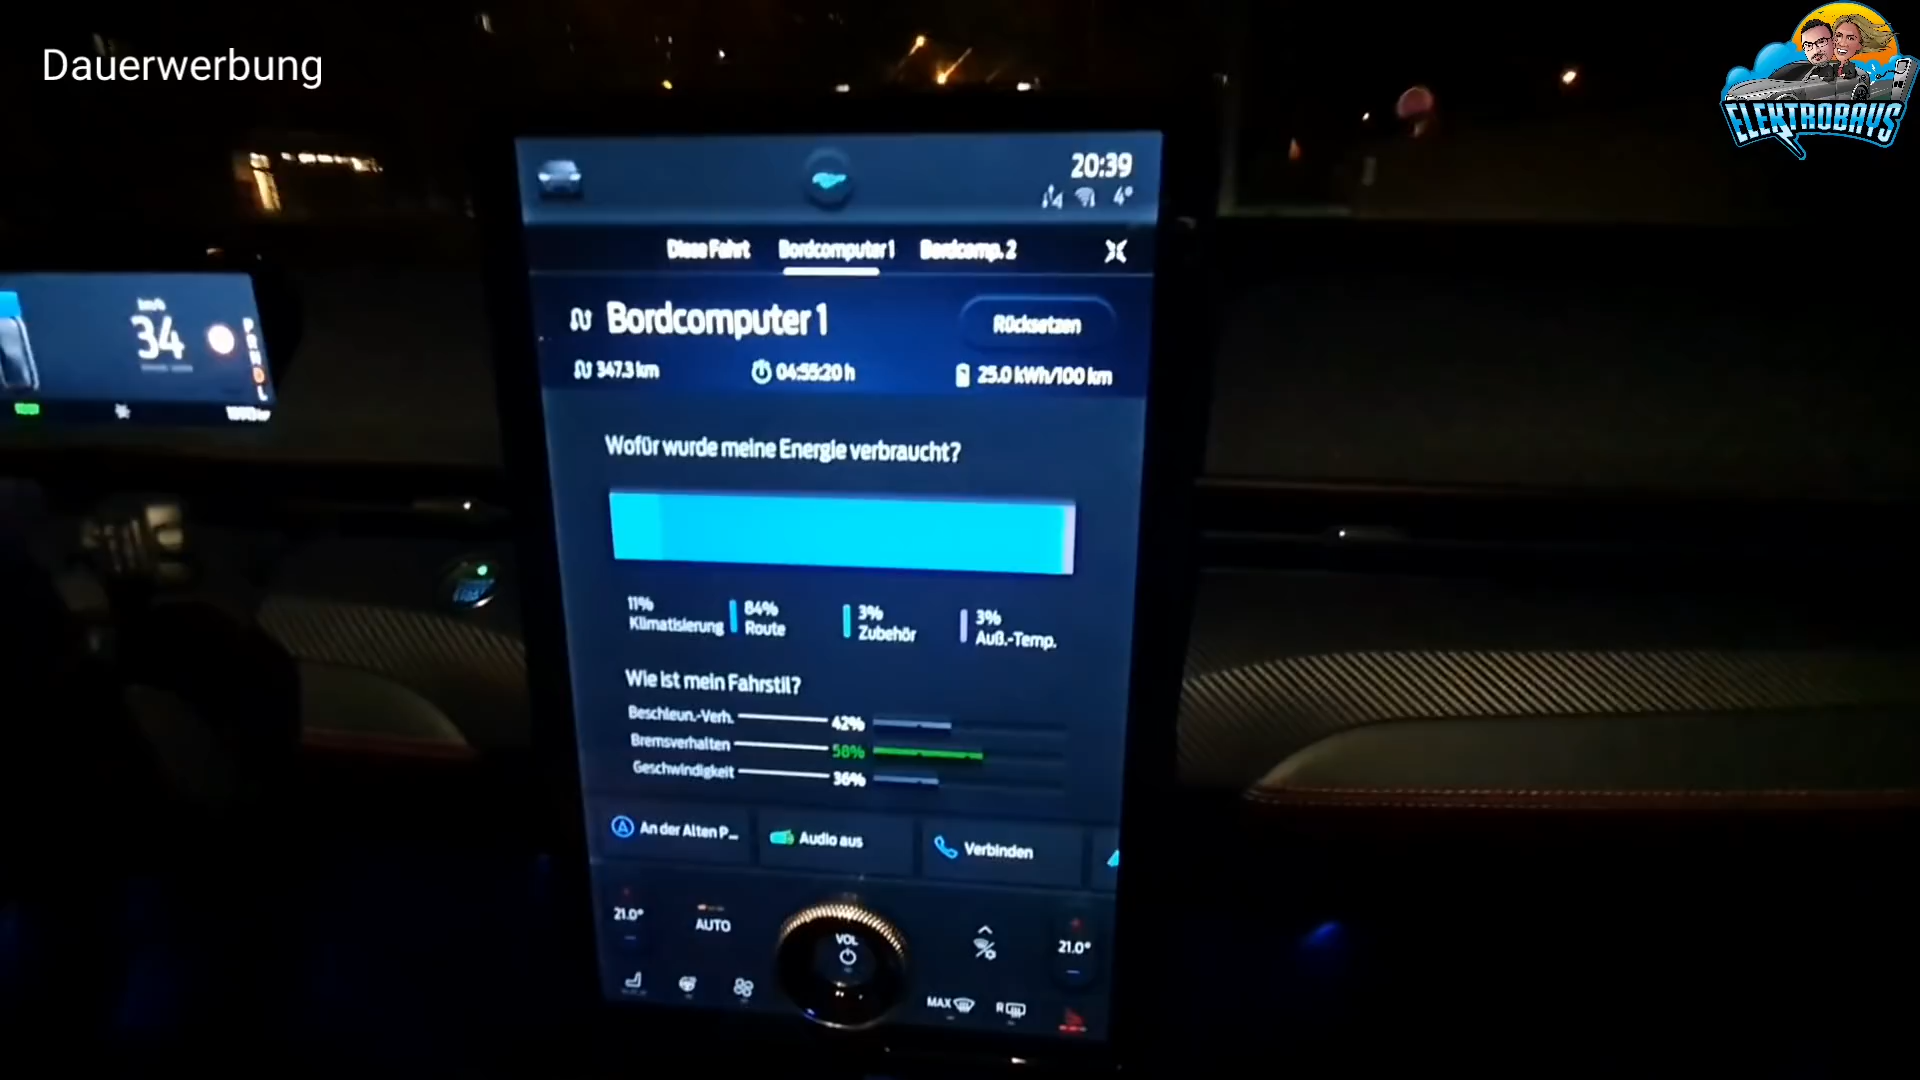 Dauerwerbung
ELEKTROBAYS
20:39
4°
Diese Fahrt
Bordcomputer 1
Bordcomp. 2
Bordcomputer 1
Rücksetzen
347.3 km
04:55:20 h
25.0 kWh/100 km
km/h
34
P
R
N
D
L
Wofür wurde meine Energie verbraucht?
11%
Klimatisierung
84%
Route
3%
Zubehör
3%
Auß.-Temp.
Wie ist mein Fahrstil?
Beschleun.-Verh. 42%
Bremsverhalten 58%
Geschwindigkeit 36%
An der Alten P...
Audio aus
Verbinden
21.0°
AUTO
VOL
21.0°
MAX
R